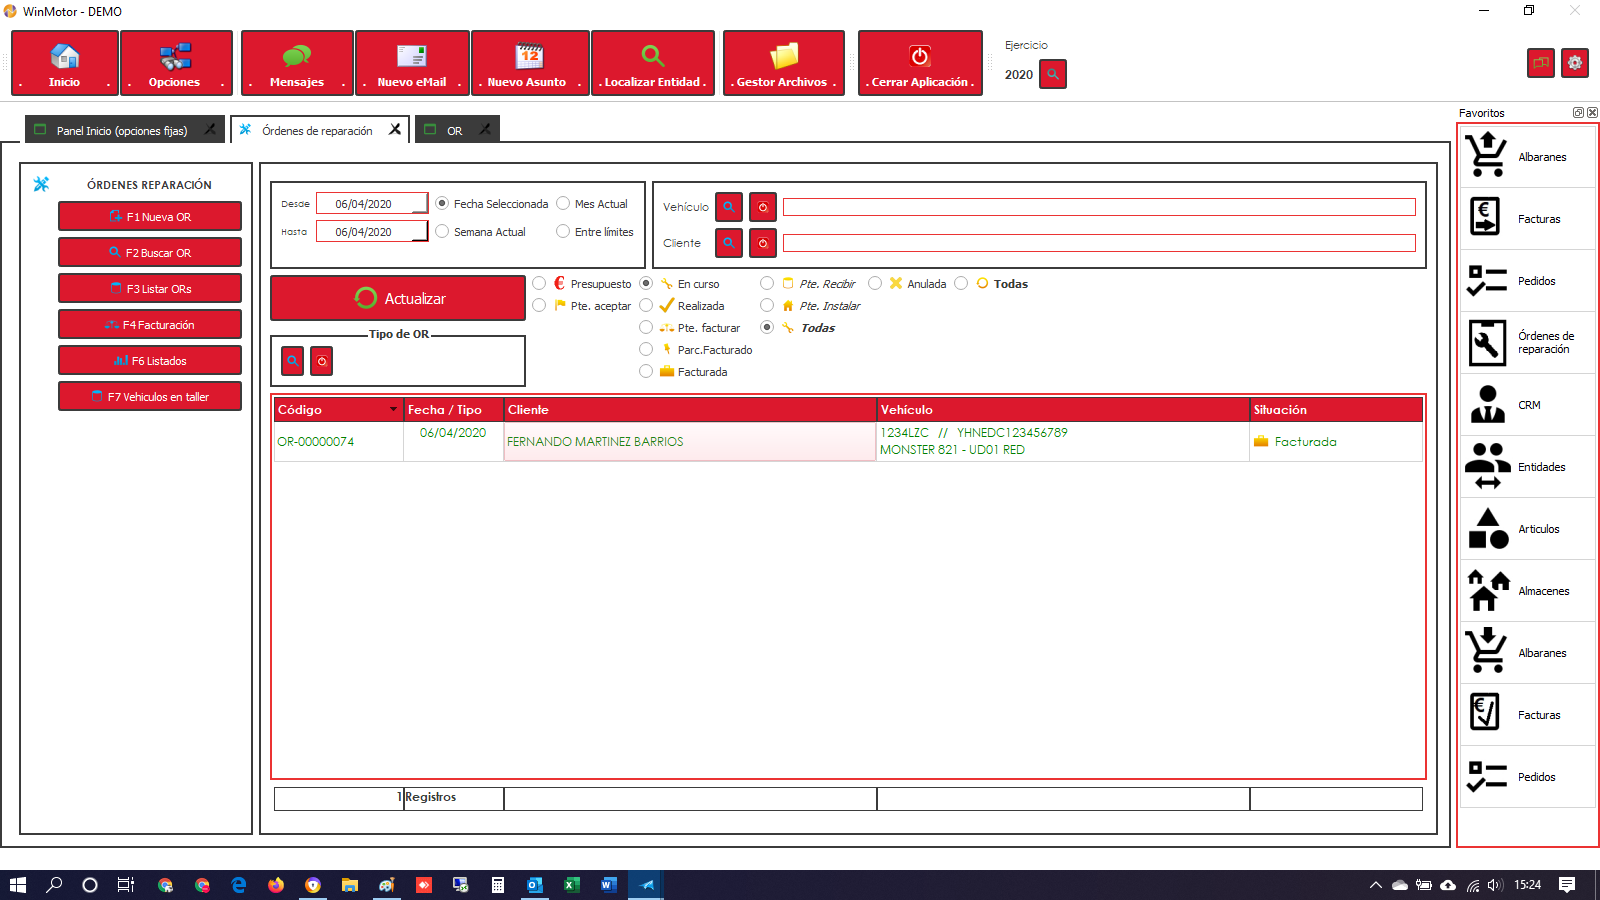 WinMotor - DEMO
. Inicio .
. Opciones .
. Mensajes .
. Nuevo eMail .
. Nuevo Asunto .
. Localizar Entidad .
. Gestor Archivos .
. Cerrar Aplicación .
Ejercicio
2020
12
Favoritos
Panel Inicio (opciones fijas)
Órdenes de reparación
OR
ÓRDENES REPARACIÓN
F1 Nueva OR
F2 Buscar OR
F3 Listar ORs
F4 Facturación
F6 Listados
F7 Vehiculos en taller
Desde
06/04/2020
Fecha Seleccionada
Mes Actual
Hasta
06/04/2020
Semana Actual
Entre límites
Vehículo
Cliente
Actualizar
Tipo de OR
Presupuesto
En curso
Pte. Recibir
Anulada
Todas
Pte. aceptar
Realizada
Pte. Instalar
Pte. facturar
Todas
Parc.Facturado
Facturada
Código
Fecha / Tipo
Cliente
Vehículo
Situación
OR-00000074
06/04/2020
FERNANDO MARTINEZ BARRIOS
1234LZC // YHNEDC123456789
MONSTER 821 - UD01 RED
Facturada
1 Registros
Albaranes
Facturas
Pedidos
Órdenes de
reparación
CRM
Entidades
Articulos
Almacenes
Albaranes
Facturas
Pedidos
15:24